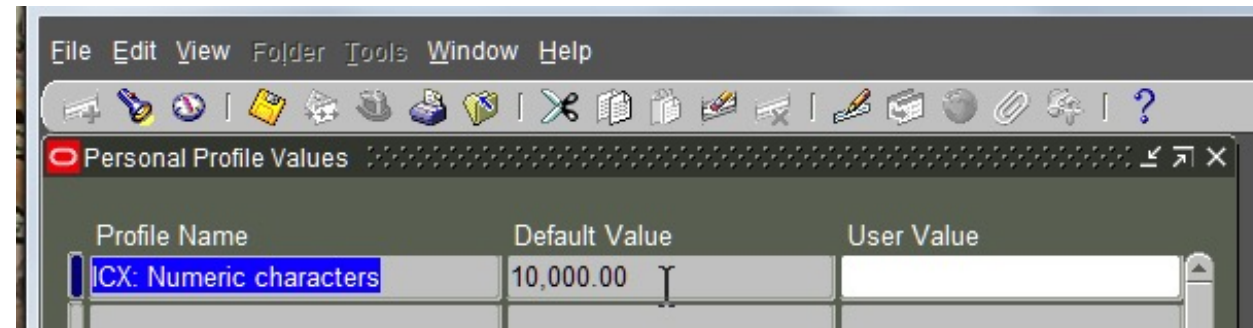 File Edit View Folder Tools Window Help
?
Personal Profile Values
Profile Name Default Value User Value
ICX: Numeric characters 10,000.00